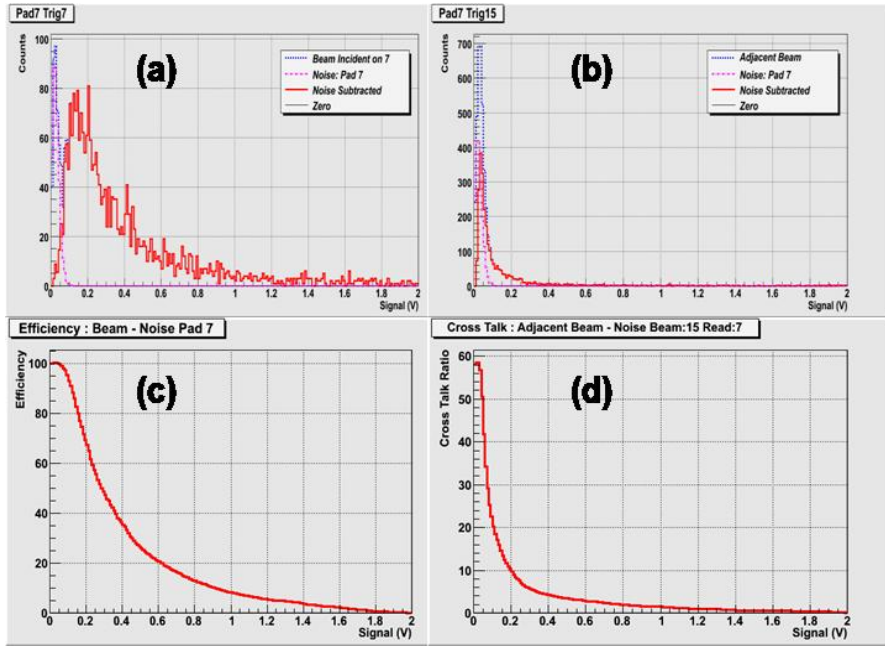 Pad7 Trig7
Counts
100
80
60
40
20
0
(a)
Beam Incident on 7
Noise: Pad 7
Noise Subtracted
Zero
0 0.2 0.4 0.6 0.8 1 1.2 1.4 1.6 1.8 2
Signal (V)
Pad7 Trig15
Counts
700
600
500
400
300
200
100
0
(b)
Adjacent Beam
Noise: Pad 7
Noise Subtracted
Zero
0 0.2 0.4 0.6 0.8 1 1.2 1.4 1.6 1.8 2
Signal (V)
Efficiency : Beam - Noise Pad 7
Efficiency
100
80
60
40
20
0
(c)
0 0.2 0.4 0.6 0.8 1 1.2 1.4 1.6 1.8 2
Signal (V)
Cross Talk : Adjacent Beam - Noise Beam:15 Read:7
Cross Talk Ratio
60
50
40
30
20
10
0
(d)
0 0.2 0.4 0.6 0.8 1 1.2 1.4 1.6 1.8 2
Signal (V)